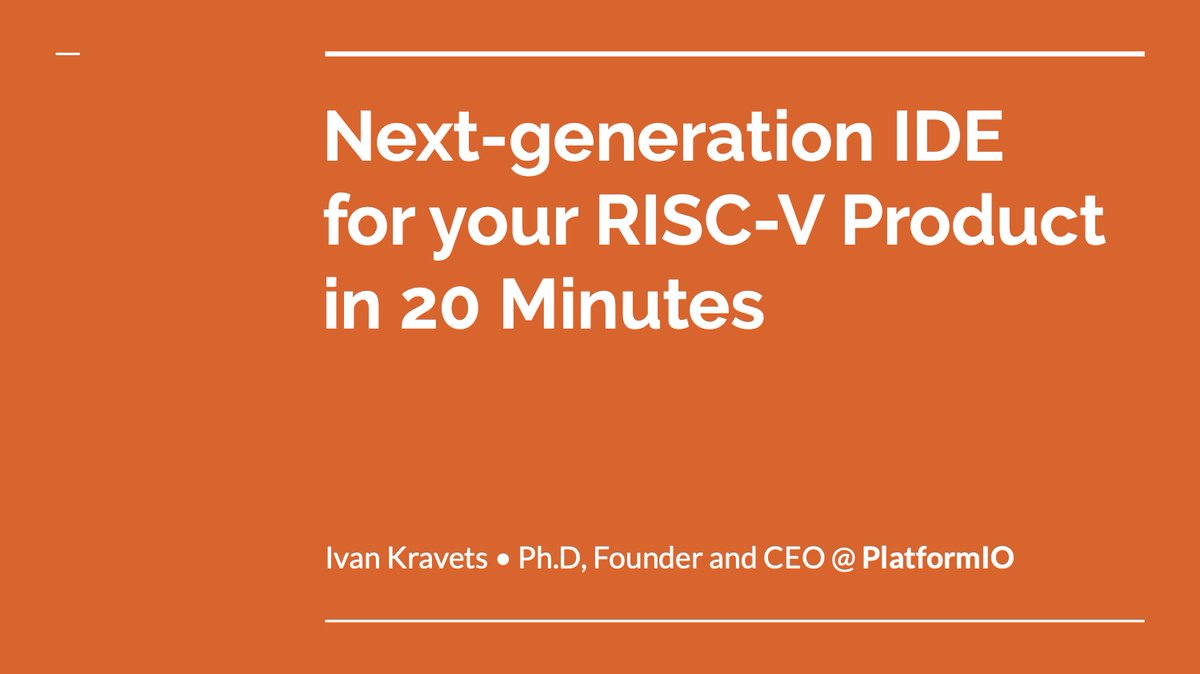 Next-generation IDE
for your RISC-V Product
in 20 Minutes
Ivan Kravets ● Ph.D, Founder and CEO @ PlatformIO